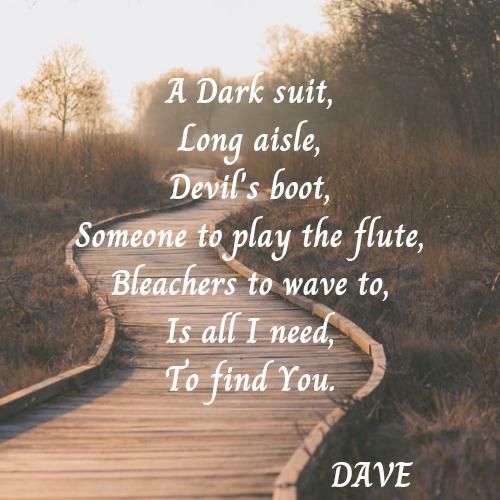 A Dark suit,
Long aisle,
Devil's boot,
Someone to play the flute,
Bleachers to wave to,
Is all I need,
To find You.
DAVE